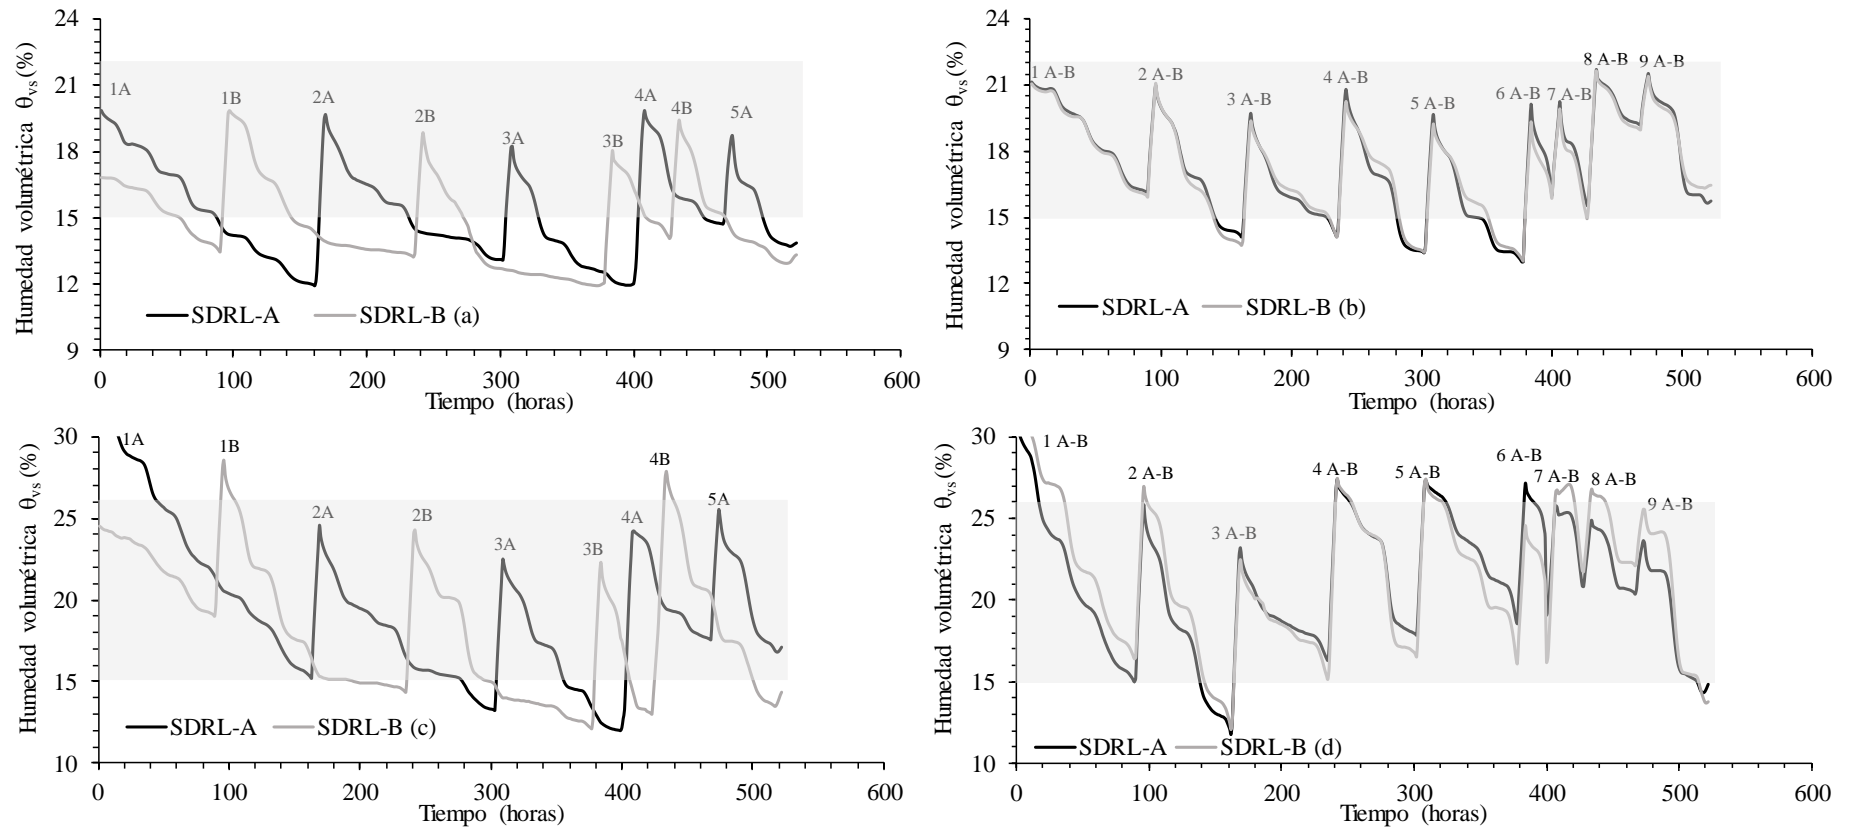 Humedad volumétrica θvs (%)
24
21
18
15
12
9
1A
1B
2A
2B
3A
3B
4A
4B
5A
SDRL-A
SDRL-B (a)
0 100 200 300 400 500 600
Tiempo (horas)
Humedad volumétrica θvs (%)
24
21
18
15
12
9
1 A-B
2 A-B
3 A-B
4 A-B
5 A-B
6 A-B
7 A-B
8 A-B
9 A-B
SDRL-A
SDRL-B (b)
0 100 200 300 400 500 600
Tiempo (horas)
Humedad volumétrica θvs (%)
30
25
20
15
10
1A
1B
2A
2B
3A
3B
4A
4B
5A
SDRL-A
SDRL-B (c)
0 100 200 300 400 500 600
Tiempo (horas)
Humedad volumétrica θvs (%)
30
25
20
15
10
1 A-B
2 A-B
3 A-B
4 A-B
5 A-B
6 A-B
7 A-B
8 A-B
9 A-B
SDRL-A
SDRL-B (d)
0 100 200 300 400 500 600
Tiempo (horas)